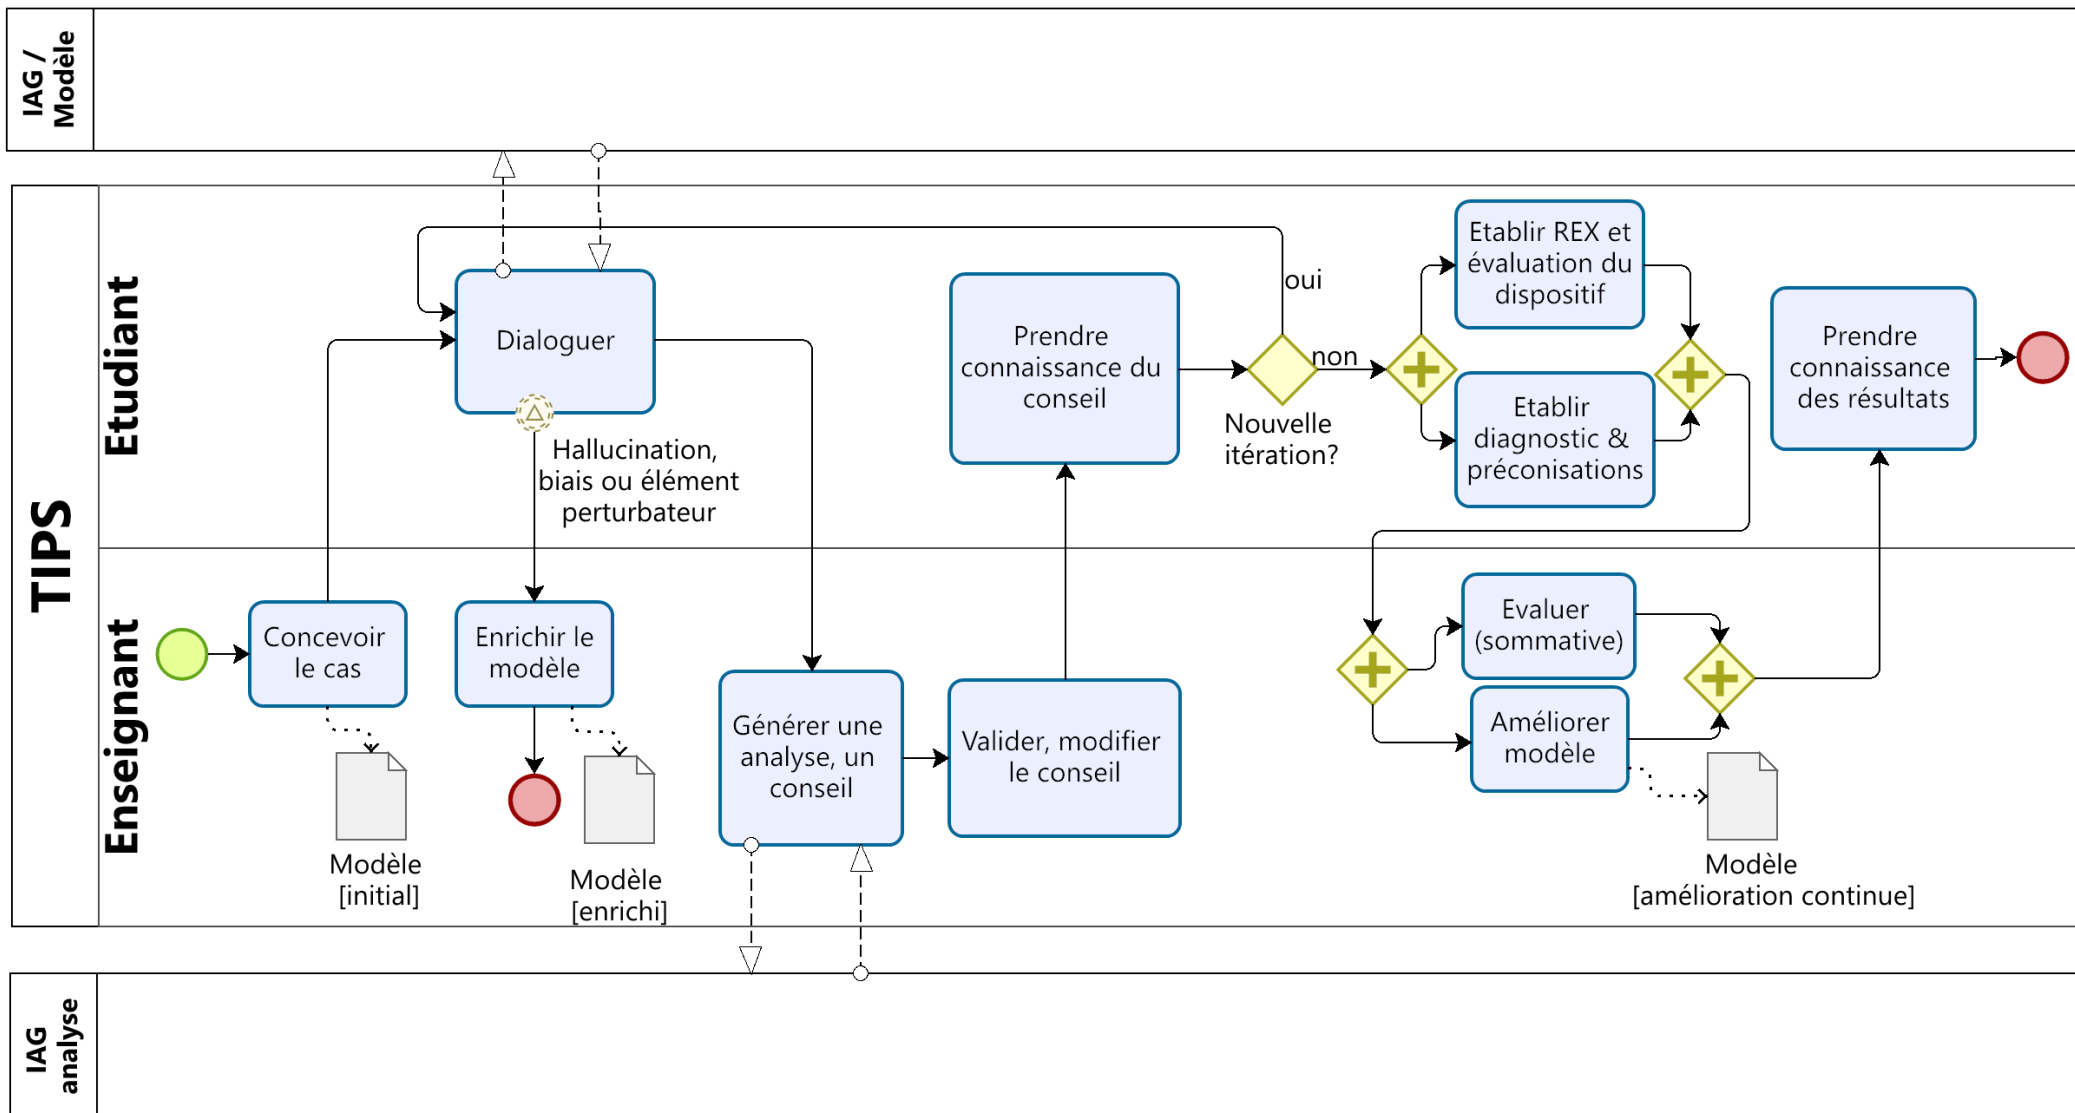 IAG /
Modèle
TIPS
Etudiant
Dialoguer
Hallucination,
biais ou élément
perturbateur
Prendre
connaissance du
conseil
oui
non
Nouvelle
itération?
Etablir REX et
évaluation du
dispositif
Etablir
diagnostic &
préconisations
Prendre
connaissance
des résultats
Enseignant
Concevoir
le cas
Modèle
[initial]
Enrichir le
modèle
Modèle
[enrichi]
Générer une
analyse, un
conseil
Valider, modifier
le conseil
Evaluer
(sommative)
Améliorer
modèle
Modèle
[amélioration continue]
IAG
analyse